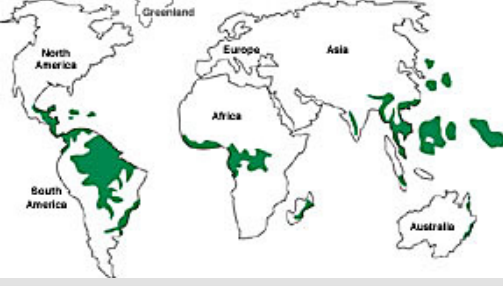 Greenland
North
America
Europe
Asia
Africa
South
America
Australia